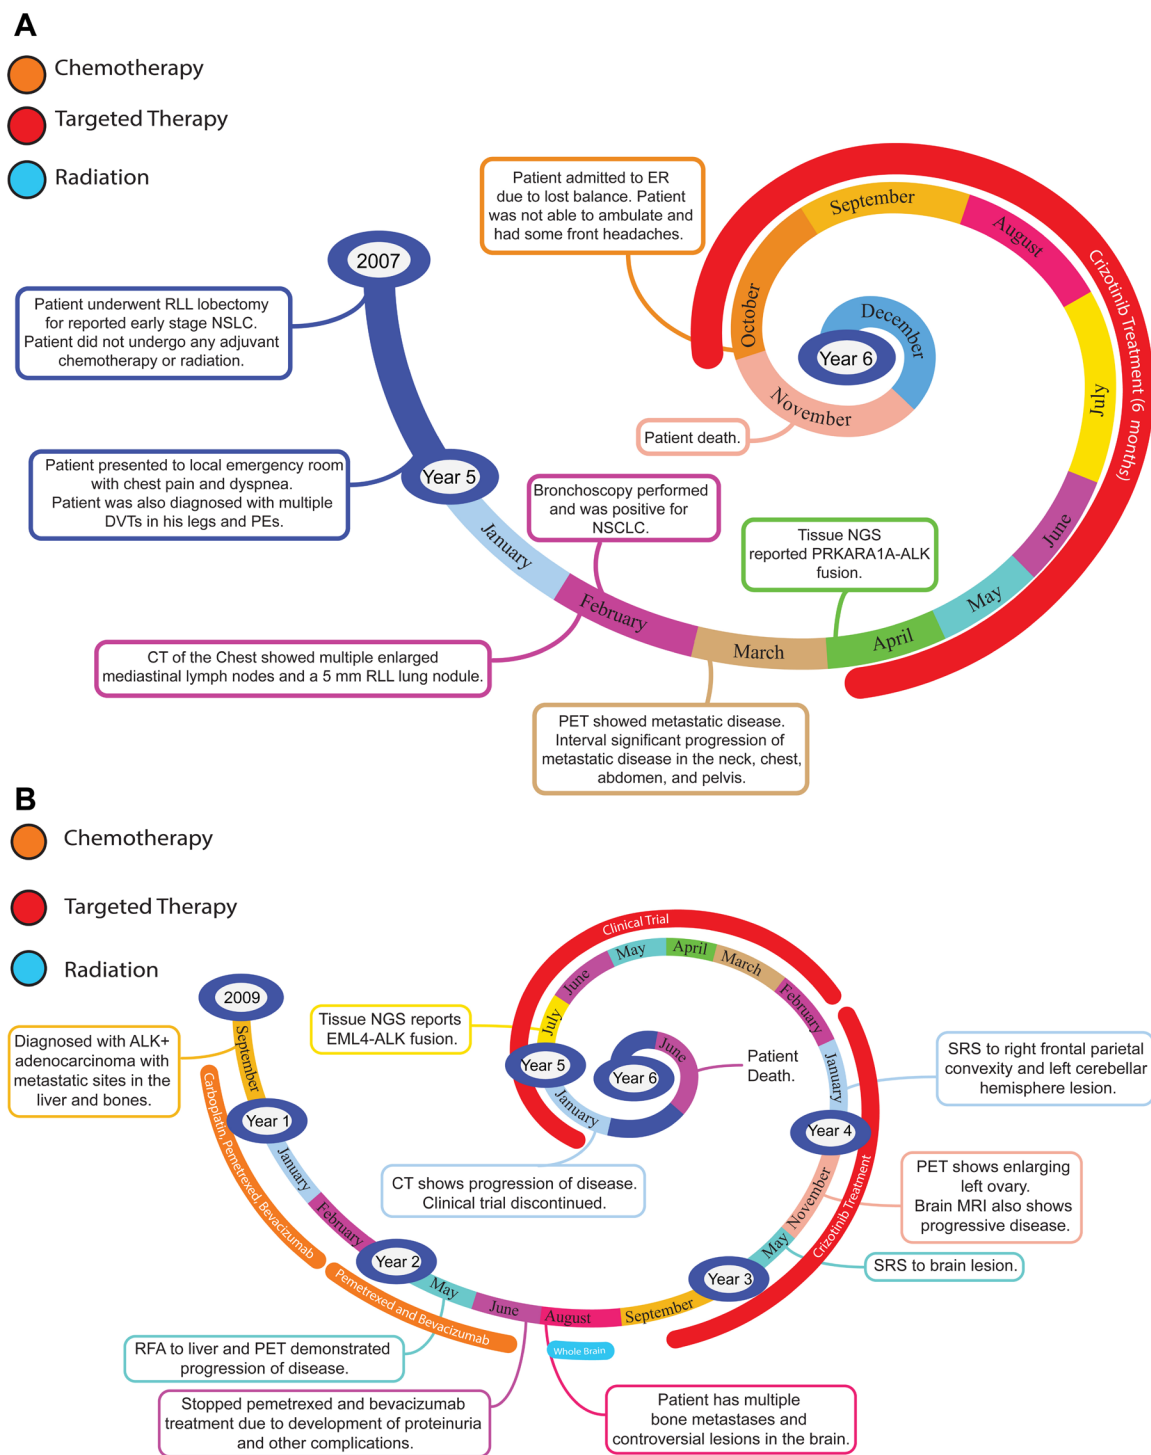 A
Chemotherapy
Targeted Therapy
Radiation
2007
Patient underwent RLL lobectomy
for reported early stage NSLC.
Patient did not undergo any adjuvant
chemotherapy or radiation.
Patient presented to local emergency room
with chest pain and dyspnea.
Patient was also diagnosed with multiple
DVTs in his legs and PEs.
Year 5
January
February
March
April
May
June
July
August
September
October
November
December
Year 6
Bronchoscopy performed
and was positive for
NSCLC.
CT of the Chest showed multiple enlarged
mediastinal lymph nodes and a 5 mm RLL lung nodule.
PET showed metastatic disease.
Interval significant progression of
metastatic disease in the neck, chest,
abdomen, and pelvis.
Tissue NGS
reported PRKARA1A-ALK
fusion.
Crizotinib Treatment (6 months)
Patient admitted to ER
due to lost balance. Patient
was not able to ambulate and
had some front headaches.
Patient death.
B
Chemotherapy
Targeted Therapy
Radiation
2009
September
Diagnosed with ALK+
adenocarcinoma with
metastatic sites in the
liver and bones.
Year 1
Carboplatin, Pemetrexed, Bevacizumab
January
February
Year 2
Pemetrexed and Bevacizumab
May
June
August
September
RFA to liver and PET demonstrated
progression of disease.
Stopped pemetrexed and bevacizumab
treatment due to development of proteinuria
and other complications.
Whole Brain
Patient has multiple
bone metastases and
controversial lesions in the brain.
Year 3
May
November
SRS to brain lesion.
PET shows enlarging
left ovary.
Brain MRI also shows
progressive disease.
Crizotinib Treatment
Year 4
January
SRS to right frontal parietal
convexity and left cerebellar
hemisphere lesion.
February
March
April
May
June
July
Clinical Trial
Tissue NGS reports
EML4-ALK fusion.
Year 5
January
CT shows progression of disease.
Clinical trial discontinued.
June
Year 6
Patient
Death.